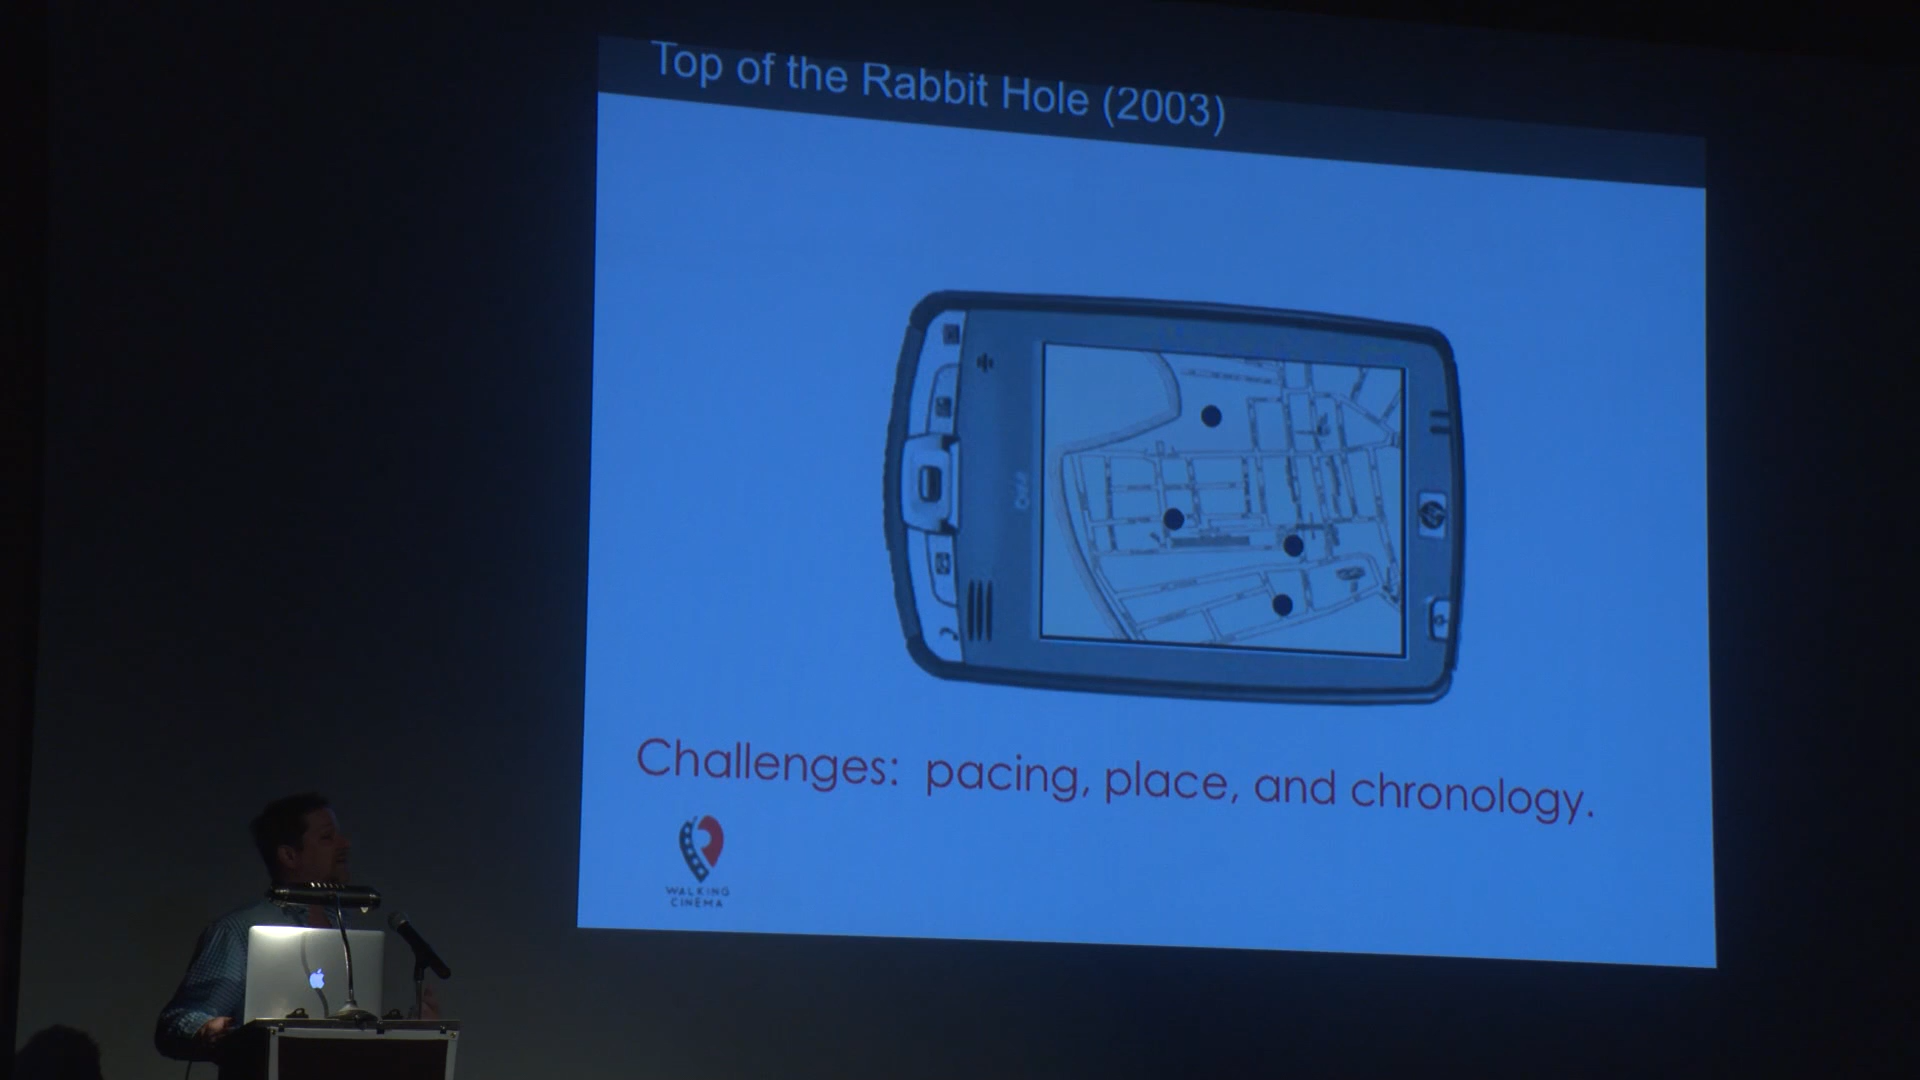 Top of the Rabbit Hole (2003)
Challenges: pacing, place, and chronology.
WALKING
CINEMA